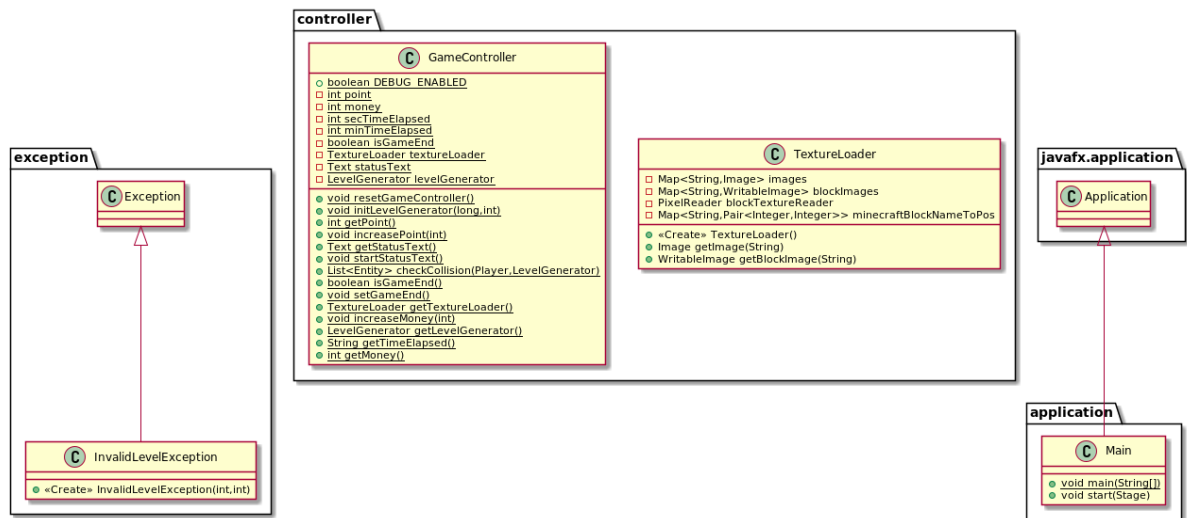 exception
C Exception
C InvalidLevelException
«Create» InvalidLevelException(int,int)
controller
C GameController
boolean DEBUG_ENABLED
int point
int money
int secTimeElapsed
int minTimeElapsed
boolean isGameEnd
TextureLoader textureLoader
Text statusText
LevelGenerator levelGenerator
void resetGameController()
void initLevelGenerator(long,int)
int getPoint()
void increasePoint(int)
Text getStatusText()
void startStatusText()
List<Entity> checkCollision(Player,LevelGenerator)
boolean isGameEnd()
void setGameEnd()
TextureLoader getTextureLoader()
void increaseMoney(int)
LevelGenerator getLevelGenerator()
String getTimeElapsed()
int getMoney()
C TextureLoader
Map<String,Image> images
Map<String,WritableImage> blockImages
PixelReader blockTextureReader
Map<String,Pair<Integer,Integer>> minecraftBlockNameToPos
«Create» TextureLoader()
Image getImage(String)
WritableImage getBlockImage(String)
javafx.application
C Application
application
C Main
void main(String[])
void start(Stage)